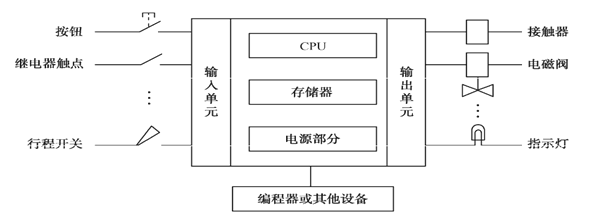 按钮
继电器触点
行程开关
输入单元
CPU
存储器
电源部分
输出单元
接触器
电磁阀
指示灯
编程器或其他设备